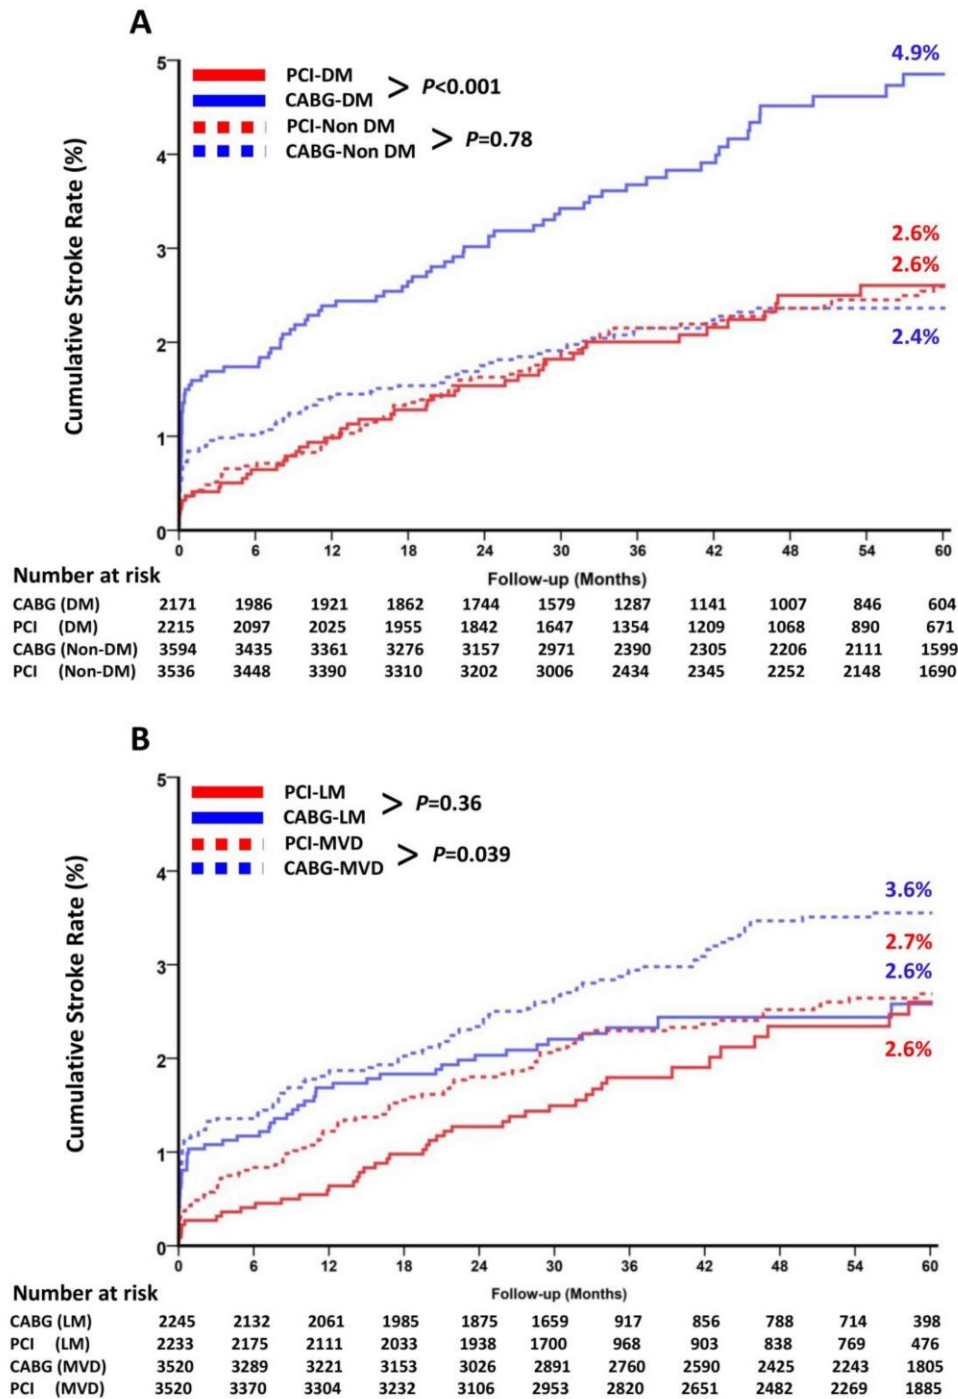 A
Cumulative Stroke Rate (%)
5
4
3
2
1
0
PCI-DM
CABG-DM
> P<0.001
PCI-Non DM
CABG-Non DM
> P=0.78
4.9%
2.6%
2.6%
2.4%
0 6 12 18 24 30 36 42 48 54 60
Number at risk
Follow-up (Months)
CABG (DM) 2171 1986 1921 1862 1744 1579 1287 1141 1007 846 604
PCI (DM) 2215 2097 2025 1955 1842 1647 1354 1209 1068 890 671
CABG (Non-DM) 3594 3435 3361 3276 3157 2971 2390 2305 2206 2111 1599
PCI (Non-DM) 3536 3448 3390 3310 3202 3006 2434 2345 2252 2148 1690
B
Cumulative Stroke Rate (%)
5
4
3
2
1
0
PCI-LM
CABG-LM
> P=0.36
PCI-MVD
CABG-MVD
> P=0.039
3.6%
2.7%
2.6%
2.6%
0 6 12 18 24 30 36 42 48 54 60
Number at risk
Follow-up (Months)
CABG (LM) 2245 2132 2061 1985 1875 1659 917 856 788 714 398
PCI (LM) 2233 2175 2111 2033 1938 1700 968 903 838 769 476
CABG (MVD) 3520 3289 3221 3153 3026 2891 2760 2590 2425 2243 1805
PCI (MVD) 3520 3370 3304 3232 3106 2953 2820 2651 2482 2269 1885